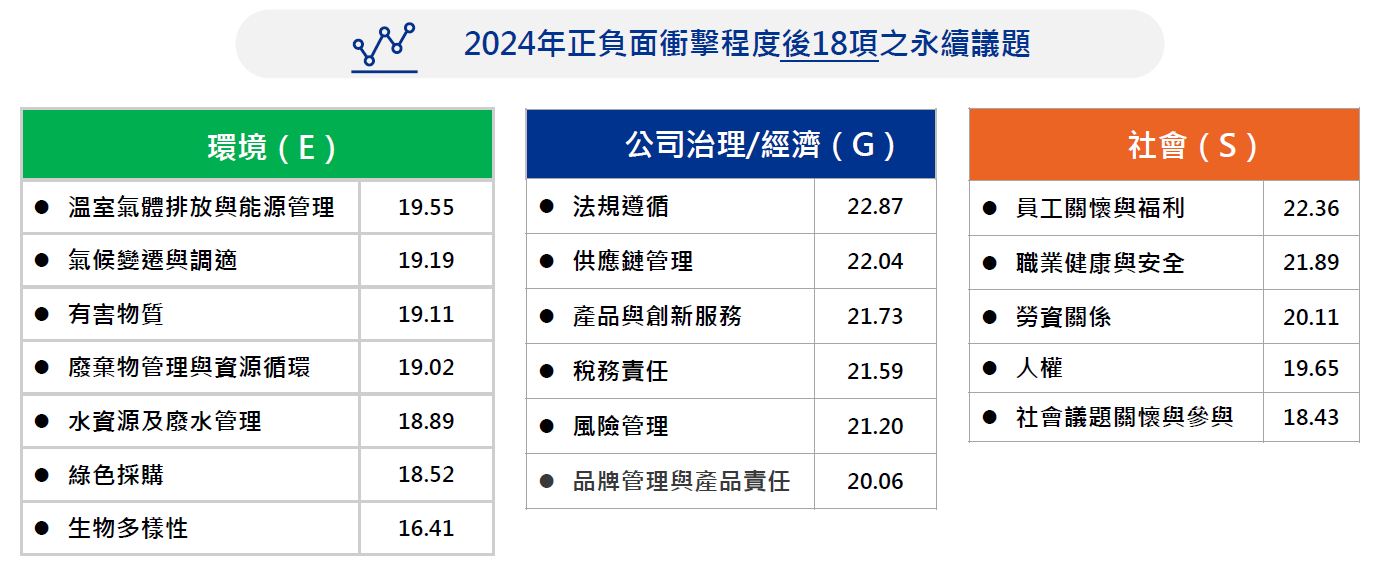 2024年正負面衝擊程度後18項之永續議題
環境（E）
● 溫室氣體排放與能源管理 19.55
● 氣候變遷與調適 19.19
● 有害物質 19.11
● 廢棄物管理與資源循環 19.02
● 水資源及廢水管理 18.89
● 綠色採購 18.52
● 生物多樣性 16.41
公司治理/經濟（G）
● 法規遵循 22.87
● 供應鏈管理 22.04
● 產品與創新服務 21.73
● 稅務責任 21.59
● 風險管理 21.20
● 品牌管理與產品責任 20.06
社會（S）
● 員工關懷與福利 22.36
● 職業健康與安全 21.89
● 勞資關係 20.11
● 人權 19.65
● 社會議題關懷與參與 18.43